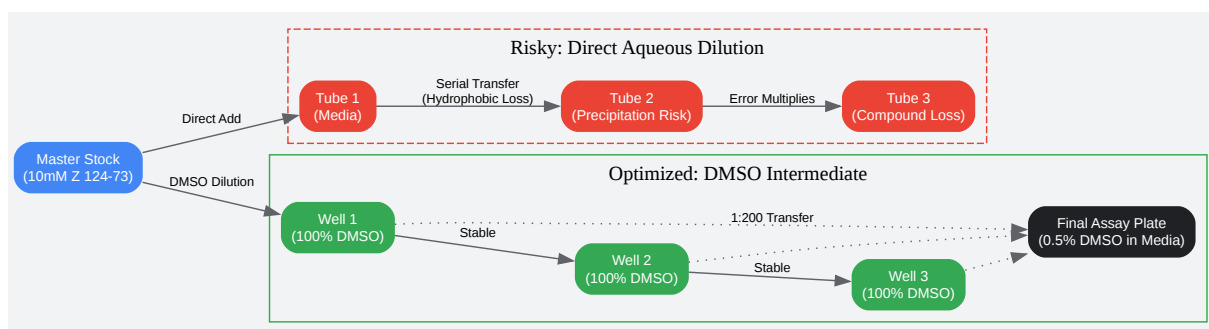 Risky: Direct Aqueous Dilution
Tube 1
(Media)
Serial Transfer
(Hydrophobic Loss)
Tube 2
(Precipitation Risk)
Error Multiplies
Tube 3
(Compound Loss)
Direct Add
Master Stock
(10mM Z 124-73)
DMSO Dilution
Optimized: DMSO Intermediate
Well 1
(100% DMSO)
Stable
1:200 Transfer
Well 2
(100% DMSO)
Stable
Well 3
(100% DMSO)
Final Assay Plate
(0.5% DMSO in Media)